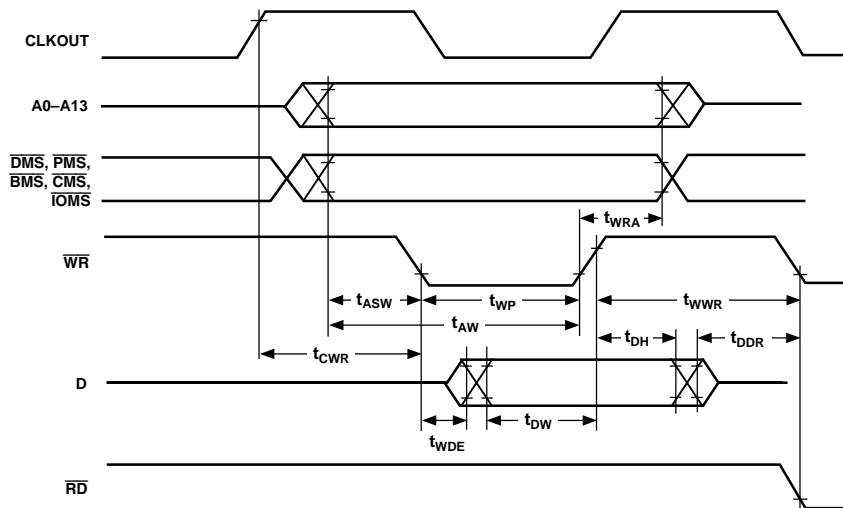 CLKOUT
A0–A13
DMS, PMS,
BMS, CMS,
IOMS
tWRA
WR
tASW
tWP
tWWR
tAW
tCWR
tDH
tDDR
D
tWDE
tDW
RD